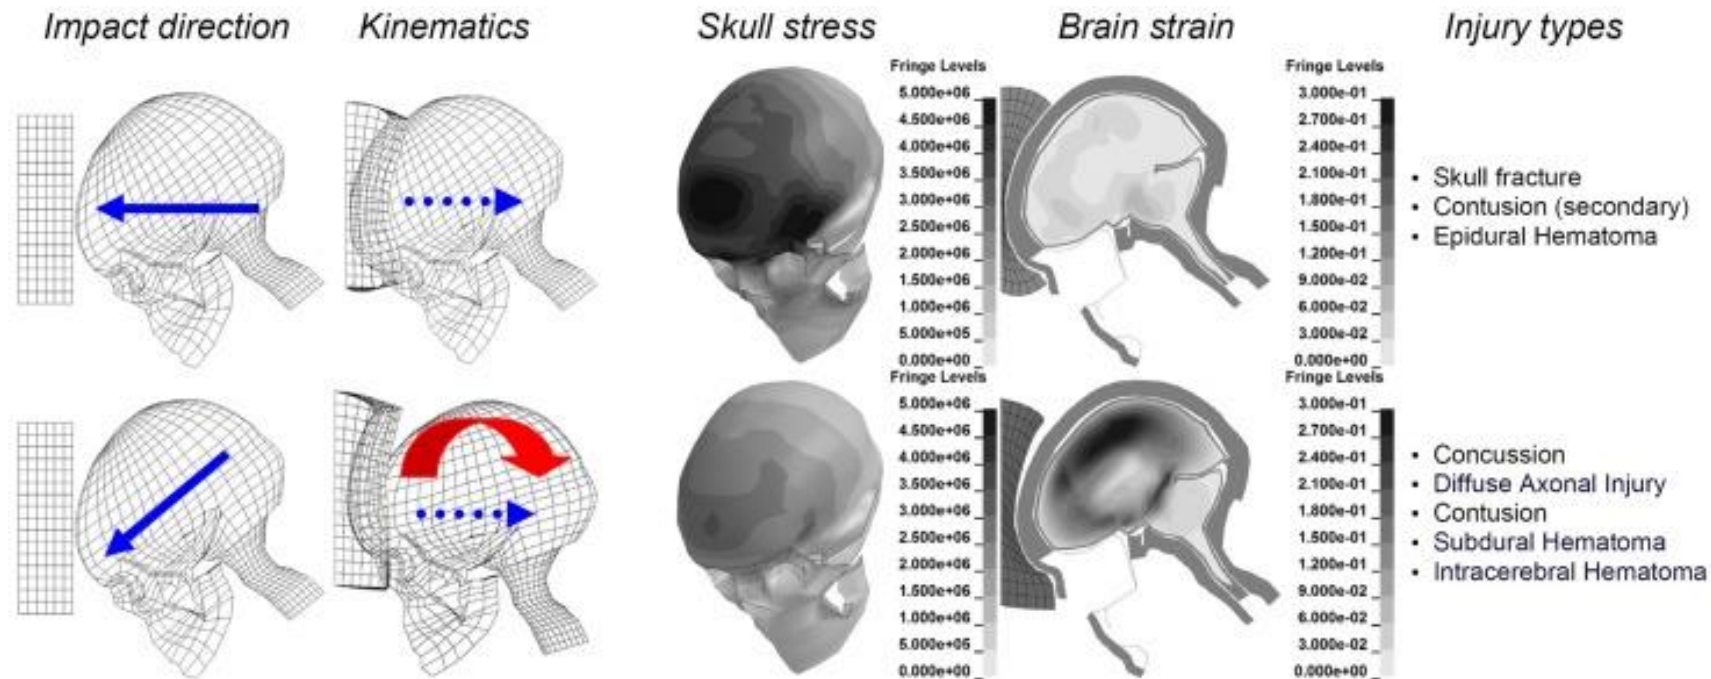 Impact direction
Kinematics
Skull stress
Brain strain
Injury types
Fringe Levels
5.000e+06
4.500e+06
4.000e+06
3.500e+06
3.000e+06
2.500e+06
2.000e+06
1.500e+06
1.000e+06
5.000e+05
0.000e+00
Fringe Levels
3.000e-01
2.700e-01
2.400e-01
2.100e-01
1.800e-01
1.500e-01
1.200e-01
9.000e-02
6.000e-02
3.000e-02
0.000e+00
• Skull fracture
• Contusion (secondary)
• Epidural Hematoma
Fringe Levels
5.000e+06
4.500e+06
4.000e+06
3.500e+06
3.000e+06
2.500e+06
2.000e+06
1.500e+06
1.000e+06
5.000e+05
0.000e+00
Fringe Levels
3.000e-01
2.700e-01
2.400e-01
2.100e-01
1.800e-01
1.500e-01
1.200e-01
9.000e-02
6.000e-02
3.000e-02
0.000e+00
• Concussion
• Diffuse Axonal Injury
• Contusion
• Subdural Hematoma
• Intracerebral Hematoma